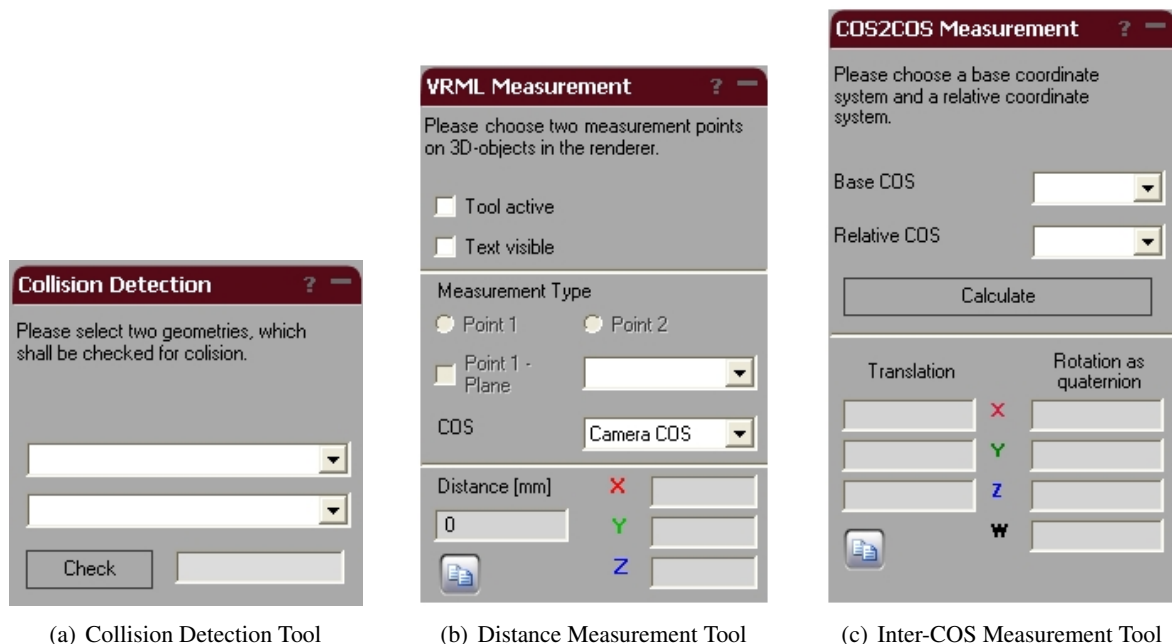 Collision Detection ? —
Please select two geometries, which
shall be checked for colision.
Check
(a) Collision Detection Tool
VRML Measurement ? —
Please choose two measurement points
on 3D-objects in the renderer.
Tool active
Text visible
Measurement Type
Point 1 Point 2
Point 1 -
Plane
COS Camera COS
Distance [mm] X
0 Y
Z
(b) Distance Measurement Tool
COS2COS Measurement ? —
Please choose a base coordinate
system and a relative coordinate
system.
Base COS
Relative COS
Calculate
Translation Rotation as
quaternion
X
Y
Z
W
(c) Inter-COS Measurement Tool